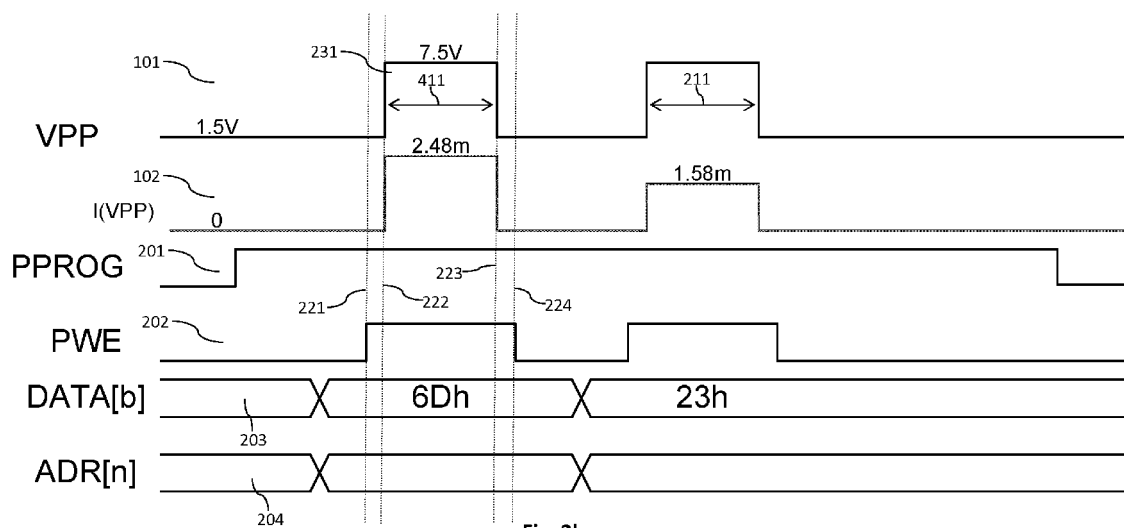 231
7.5V
101
411
211
1.5V
VPP
2.48m
102
1.58m
I(VPP)
0
201
PPROG
223
221
222
224
202
PWE
DATA[b]
6Dh
23h
203
ADR[n]
204